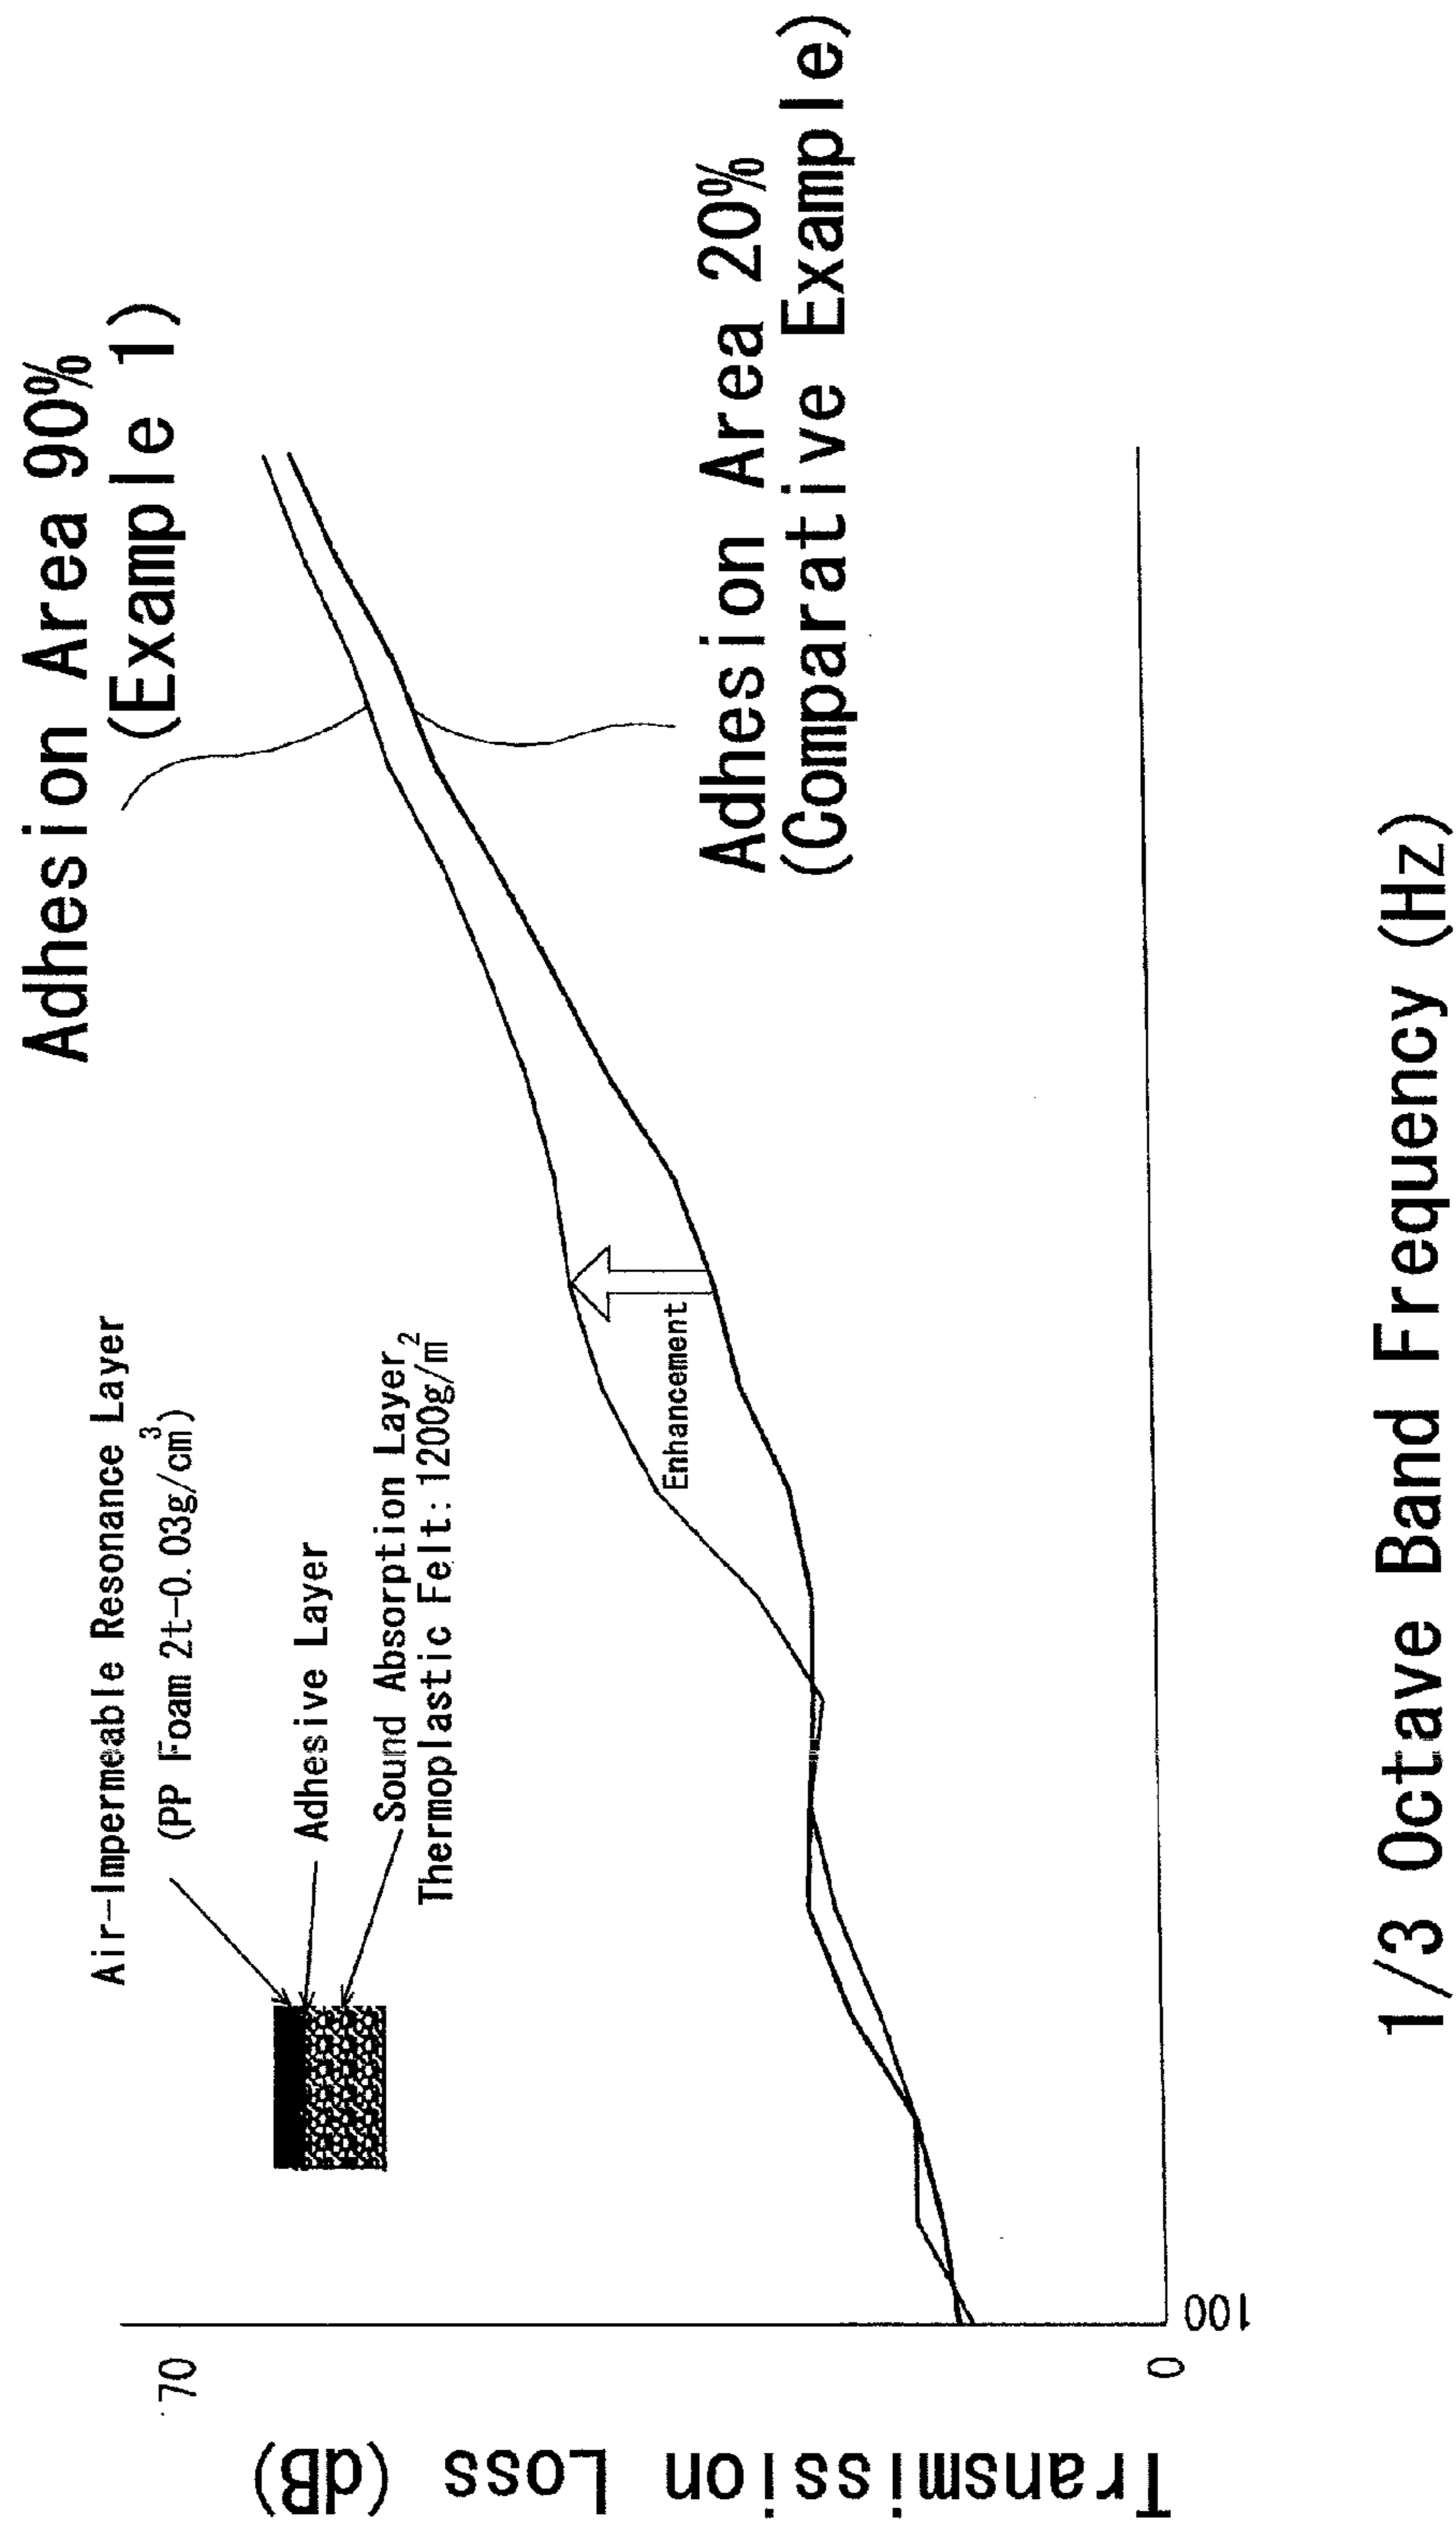 Adhesion Area 90%
(Example 1)
Air-Impermeable Resonance Layer
(PP Foam 2t-0.03g/cm³)
Adhesive Layer
Sound Absorption Layer
Thermoplastic Felt:1200g/m²
Enhancement
Adhesion Area 20%
(Comparative Example)
Transmission Loss (dB)
70
0
100
1/3 Octave Band Frequency (Hz)